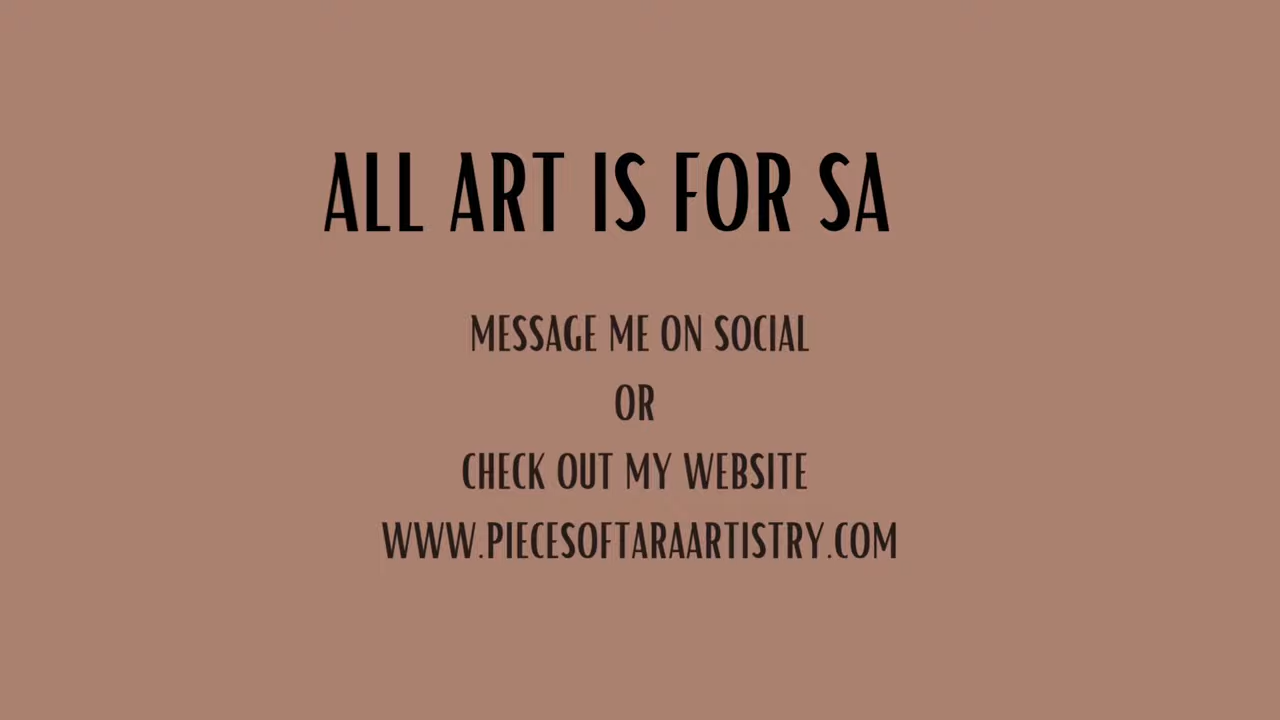 ALL ART IS FOR SA
MESSAGE ME ON SOCIAL
OR
CHECK OUT MY WEBSITE
WWW.PIECESOFTARAARTISTRY.COM